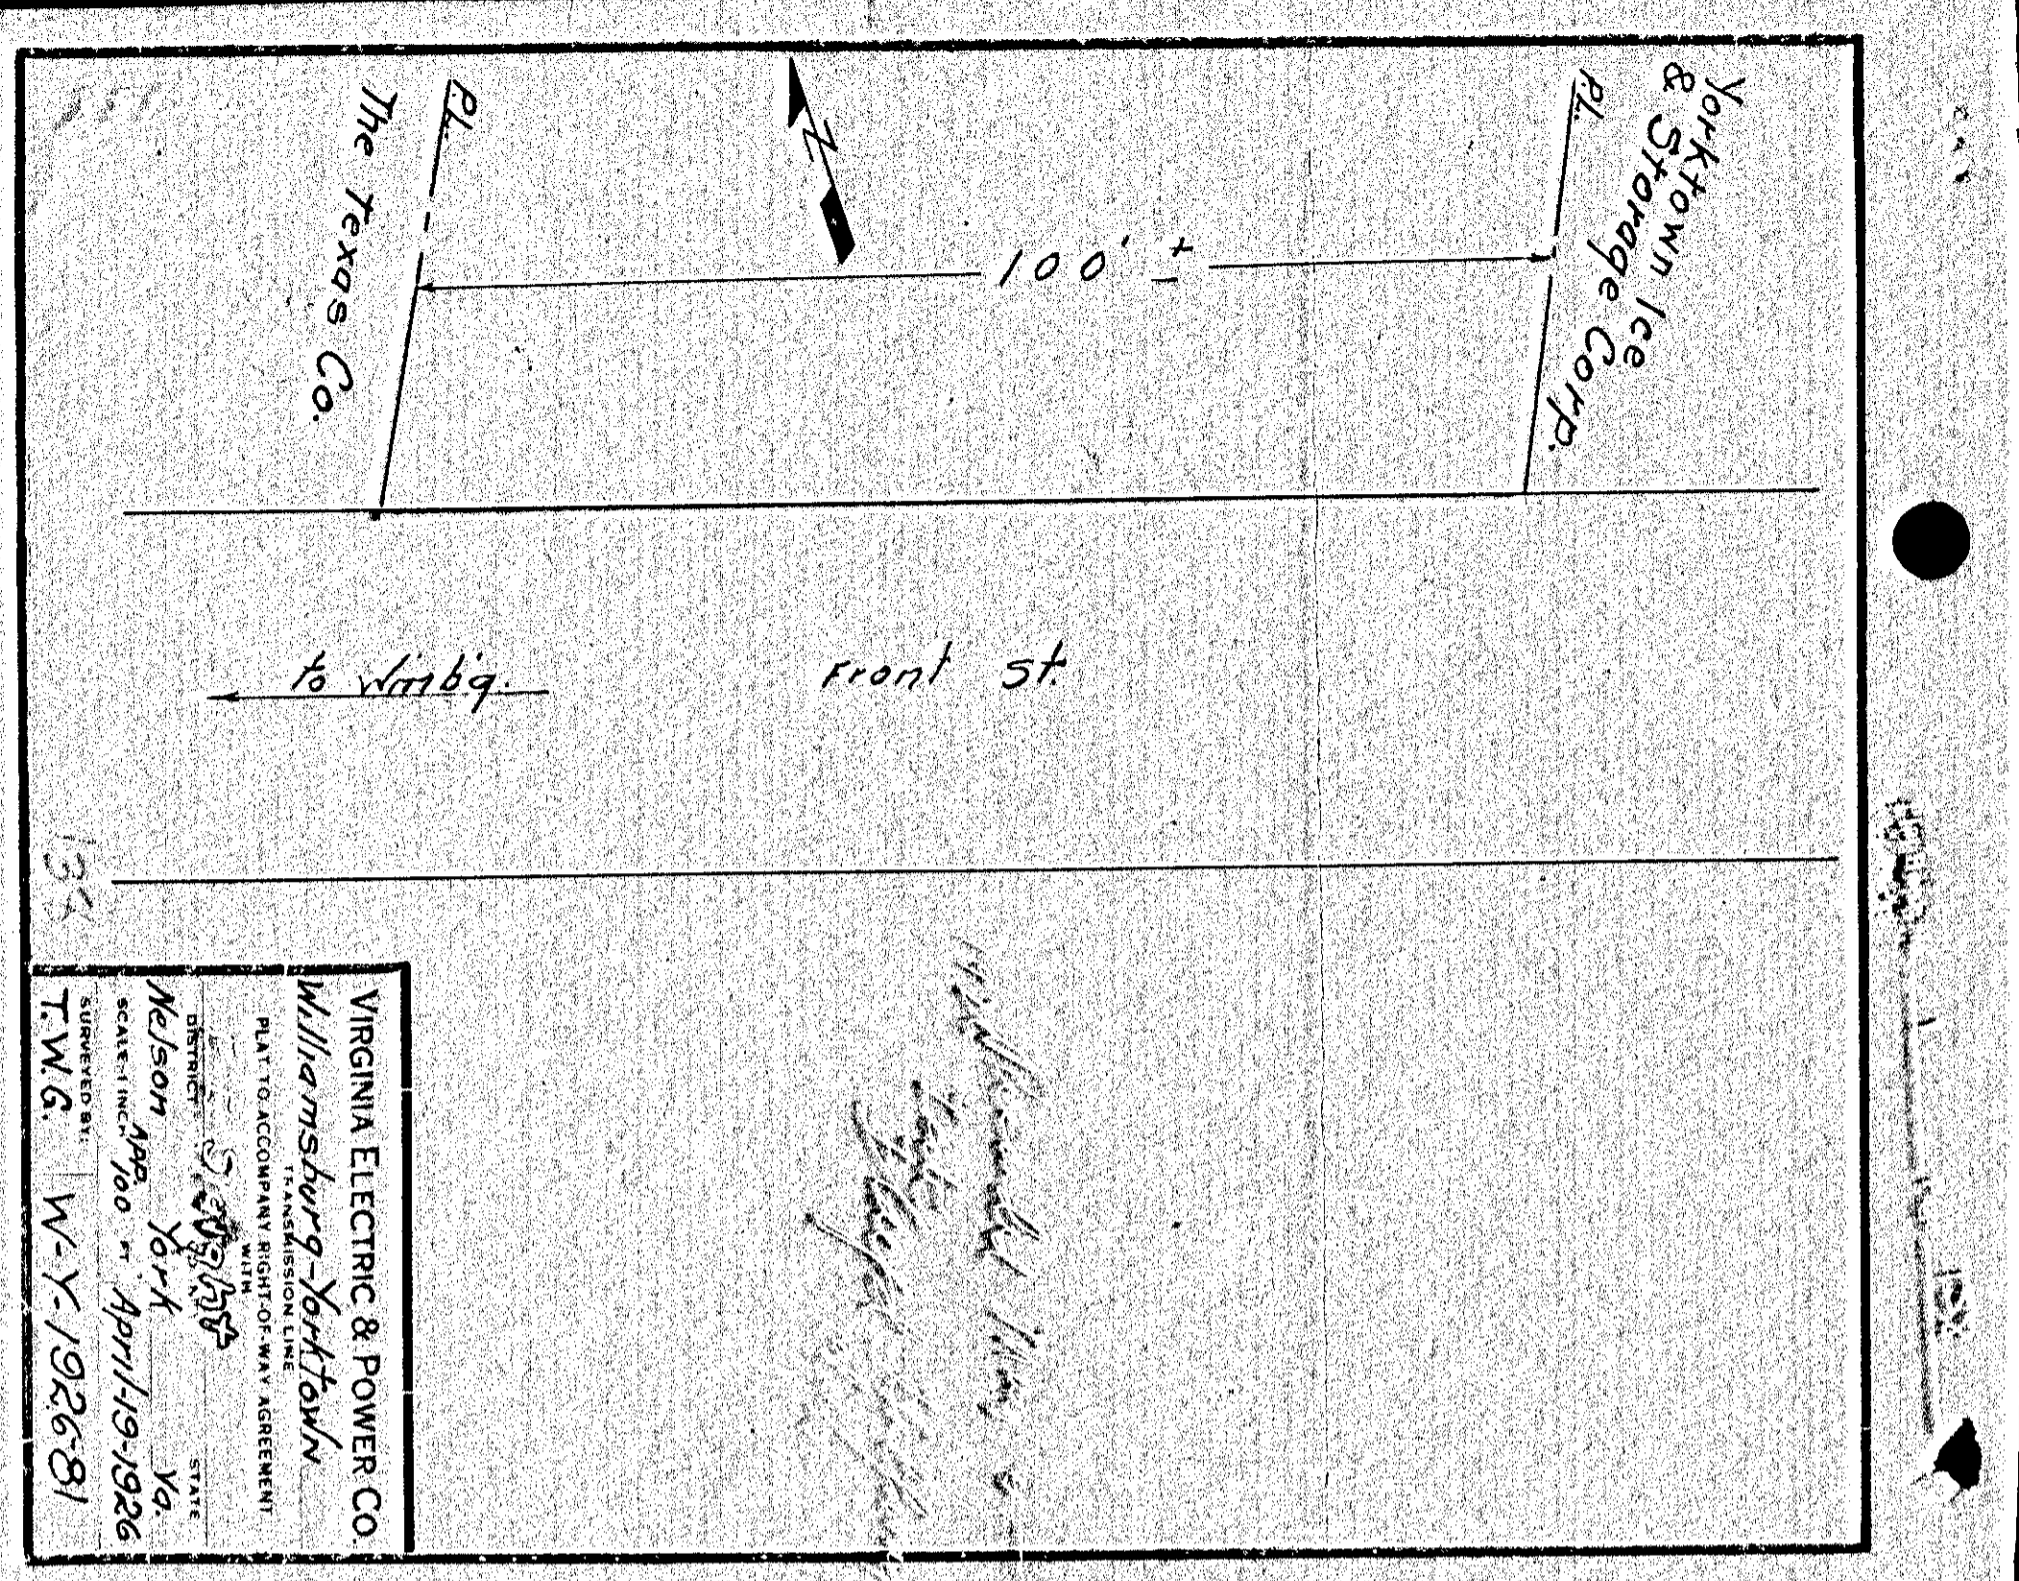 Yorktown Ice
& Storage Corp.
P.L.
P.L.
The Texas Co.
N
100' ±
to Wmb'g.
Front St.
VIRGINIA ELECTRIC & POWER CO.
Williamsburg-Yorktown
TRANSMISSION LINE
PLAT TO ACCOMPANY RIGHT-OF-WAY AGREEMENT
WITH
DISTRICT STATE
Nelson York Va.
SCALE-1 INCH App 100 FT. April-19-1926
SURVEYED BY:
T.W.G. W-Y-1926-81